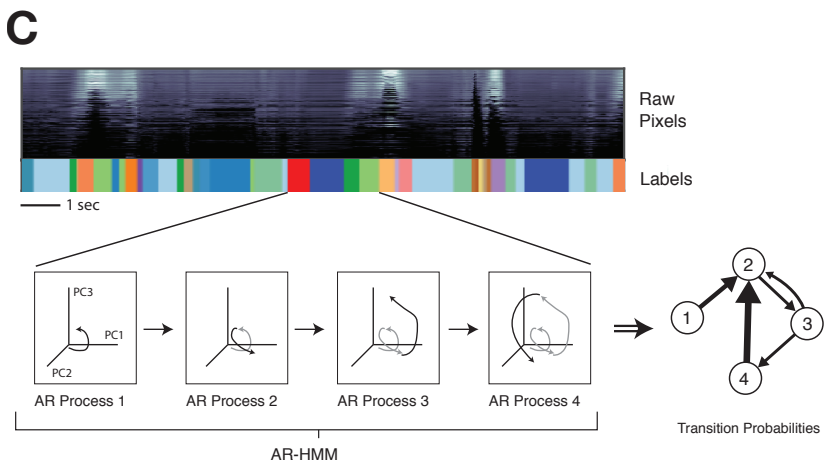 C
Raw
Pixels
Labels
1 sec
PC3
PC1
PC2
AR Process 1
AR Process 2
AR Process 3
AR Process 4
AR-HMM
1
2
3
4
Transition Probabilities